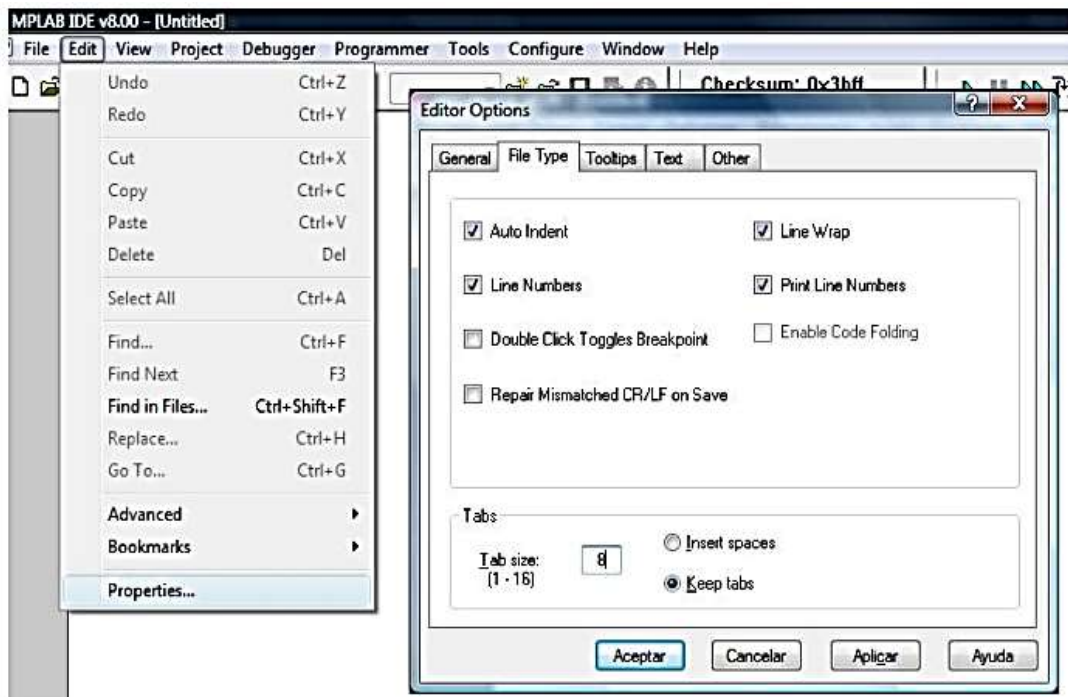 MPLAB IDE v8.00 - [Untitled]
File Edit View Project Debugger Programmer Tools Configure Window Help
Checksum: 0x3bff
Undo Ctrl+Z
Redo Ctrl+Y
Cut Ctrl+X
Copy Ctrl+C
Paste Ctrl+V
Delete Del
Select All Ctrl+A
Find... Ctrl+F
Find Next F3
Find in Files... Ctrl+Shift+F
Replace... Ctrl+H
Go To... Ctrl+G
Advanced
Bookmarks
Properties...
Editor Options
General File Type Tooltips Text Other
Auto Indent Line Wrap
Line Numbers Print Line Numbers
Double Click Toggles Breakpoint Enable Code Folding
Repair Mismatched CR/LF on Save
Tabs
Tab size: 8 Insert spaces
(1 - 16) Keep tabs
Aceptar Cancelar Aplicar Ayuda